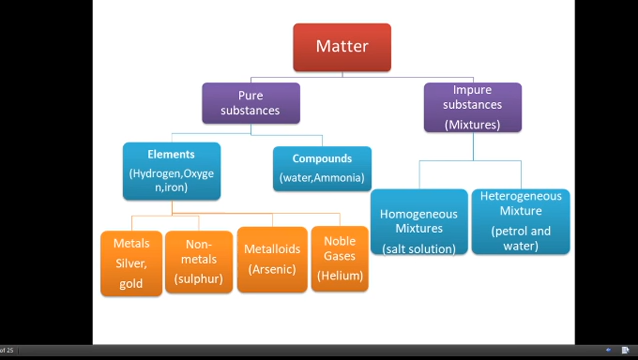 Matter
Pure
substances
Impure
substances
(Mixtures)
Elements
(Hydrogen,Oxyge
n,iron)
Compounds
(water,Ammonia)
Homogeneous
Mixtures
(salt solution)
Heterogeneous
Mixture
(petrol and
water)
Metals
Silver,
gold
Non-
metals
(sulphur)
Metalloids
(Arsenic)
Noble
Gases
(Helium)
of 25